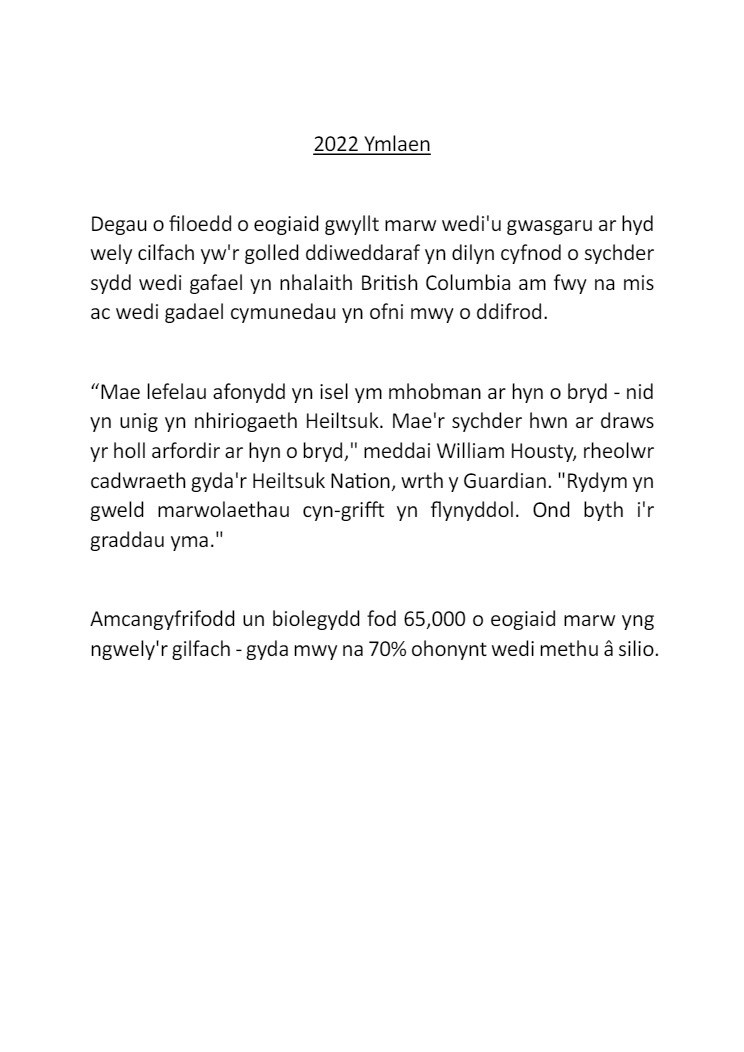 2022 Ymlaen
Degau o filoedd o eogiaid gwyllt marw wedi'u gwasgaru ar hyd
wely cilfach yw'r golled ddiweddaraf yn dilyn cyfnod o sychder
sydd wedi gafael yn nhalaith British Columbia am fwy na mis
ac wedi gadael cymunedau yn ofni mwy o ddifrod.
“Mae lefelau afonydd yn isel ym mhobman ar hyn o bryd - nid
yn unig yn nhiriogaeth Heiltsuk. Mae'r sychder hwn ar draws
yr holl arfordir ar hyn o bryd," meddai William Housty, rheolwr
cadwraeth gyda'r Heiltsuk Nation, wrth y Guardian. "Rydym yn
gweld marwolaethau cyn-grifft yn flynyddol. Ond byth i'r
graddau yma."
Amcangyfrifodd un biolegydd fod 65,000 o eogiaid marw yng
ngwely'r gilfach - gyda mwy na 70% ohonynt wedi methu â silio.